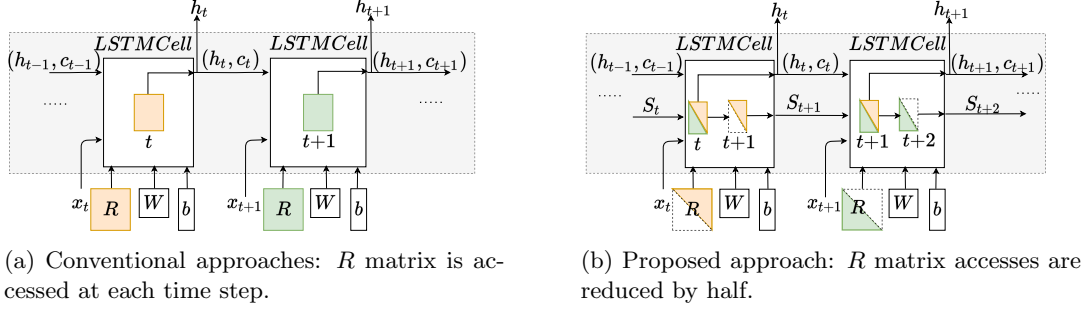 h_t
h_{t+1}
LSTMCell
LSTMCell
(h_{t-1}, c_{t-1})
(h_t, c_t)
(h_{t+1}, c_{t+1})
.....
.....
t
t+1
x_t
R
W
b
x_{t+1}
R
W
b
(a) Conventional approaches: R matrix is ac-
cessed at each time step.
h_t
h_{t+1}
LSTMCell
LSTMCell
(h_{t-1}, c_{t-1})
(h_t, c_t)
(h_{t+1}, c_{t+1})
.....
.....
S_t
S_{t+1}
S_{t+2}
t
t+1
t+1
t+2
x_t
R
W
b
x_{t+1}
R
W
b
(b) Proposed approach: R matrix accesses are
reduced by half.